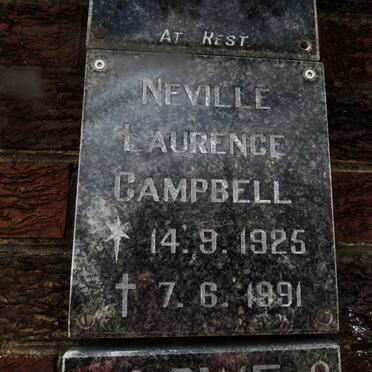 At Rest
Neville
Laurence
Campbell
14. 9. 1925
7. 6. 1991